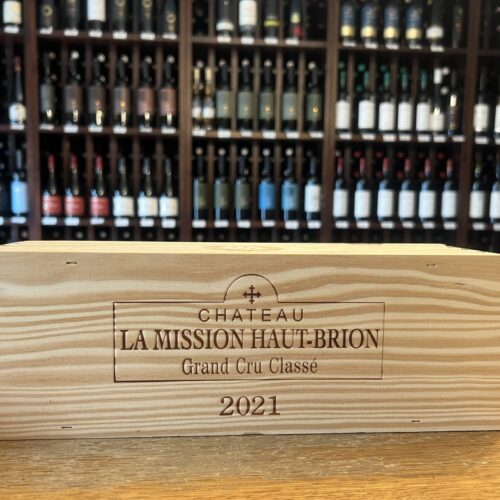 CHATEAU
LA MISSION HAUT-BRION
Grand Cru Classé
2021